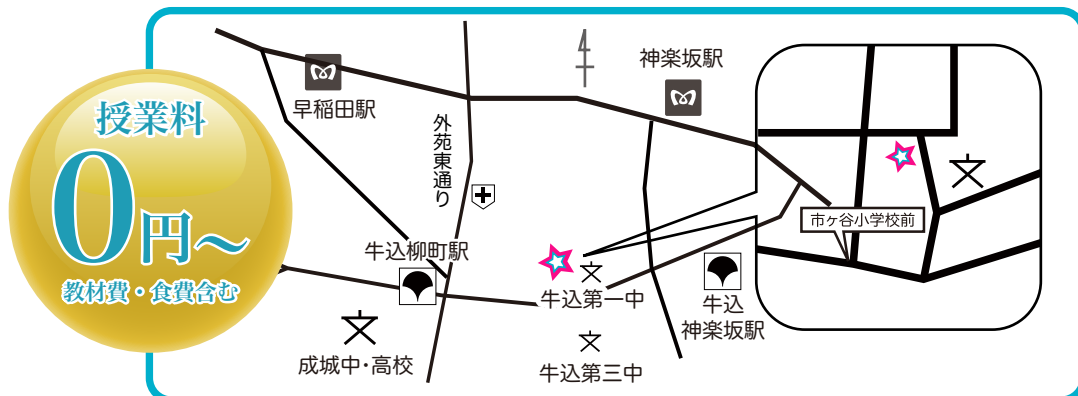 授業料
0円～
教材費・食費含む
早稲田駅
外苑東通り
神楽坂駅
牛込柳町駅
成城中・高校
牛込第一中
牛込第三中
牛込
神楽坂駅
市ヶ谷小学校前